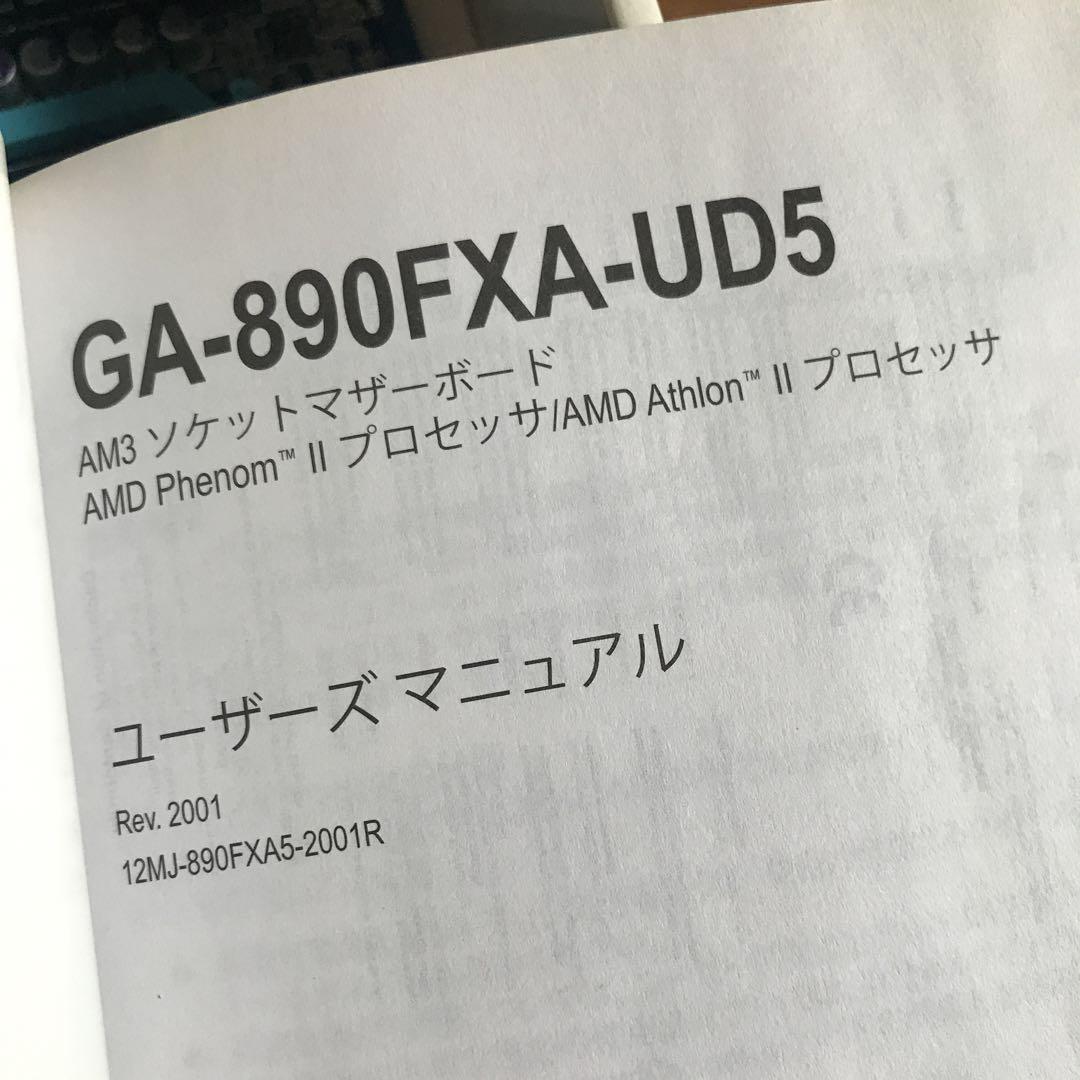 GA-890FXA-UD5
AM3 ソケットマザーボード
AMD Phenom™ II プロセッサ/AMD Athlon™ II プロセッサ
ユーザーズ マニュアル
Rev. 2001
12MJ-890FXA5-2001R